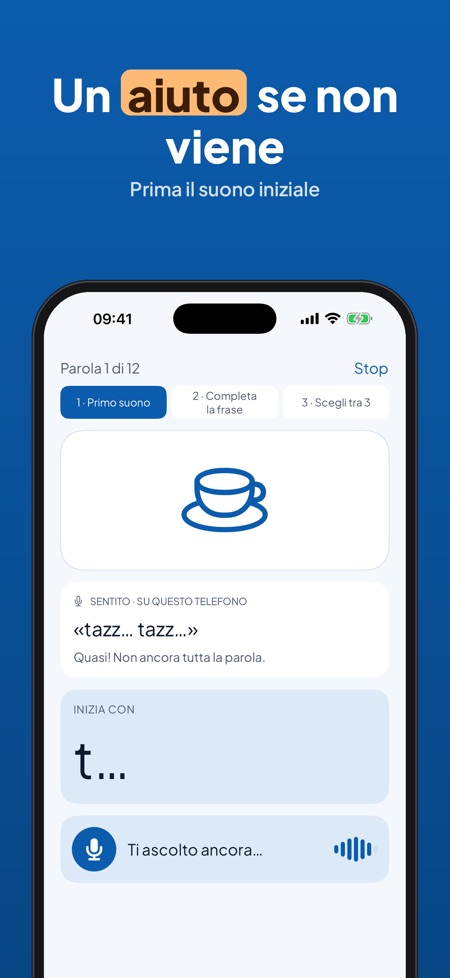 Un aiuto se non
viene
Prima il suono iniziale
09:41
Parola 1 di 12
Stop
1 · Primo suono
2 · Completa
la frase
3 · Scegli tra 3
SENTITO · SU QUESTO TELEFONO
«tazz... tazz...»
Quasi! Non ancora tutta la parola.
INIZIA CON
t...
Ti ascolto ancora...